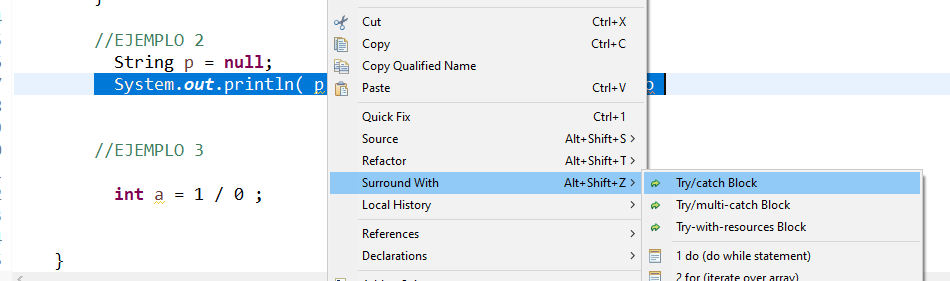 }
//EJEMPLO 2
String p = null;
System.out.println( p
//EJEMPLO 3
int a = 1 / 0 ;
}
Cut Ctrl+X
Copy Ctrl+C
Copy Qualified Name
Paste Ctrl+V
Quick Fix Ctrl+1
Source Alt+Shift+S >
Refactor Alt+Shift+T >
Surround With Alt+Shift+Z >
Local History >
References >
Declarations >
Try/catch Block
Try/multi-catch Block
Try-with-resources Block
1 do (do while statement)
2 for (iterate over array)